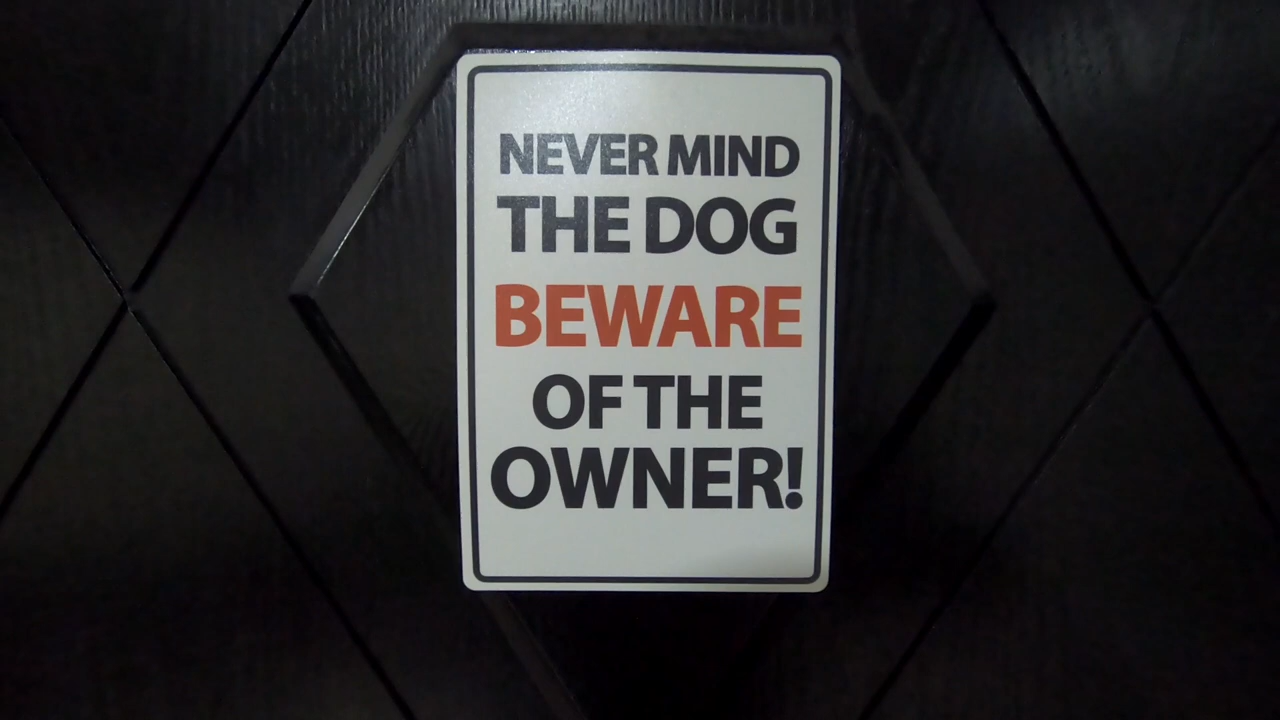 NEVER MIND
THE DOG
BEWARE
OF THE
OWNER!